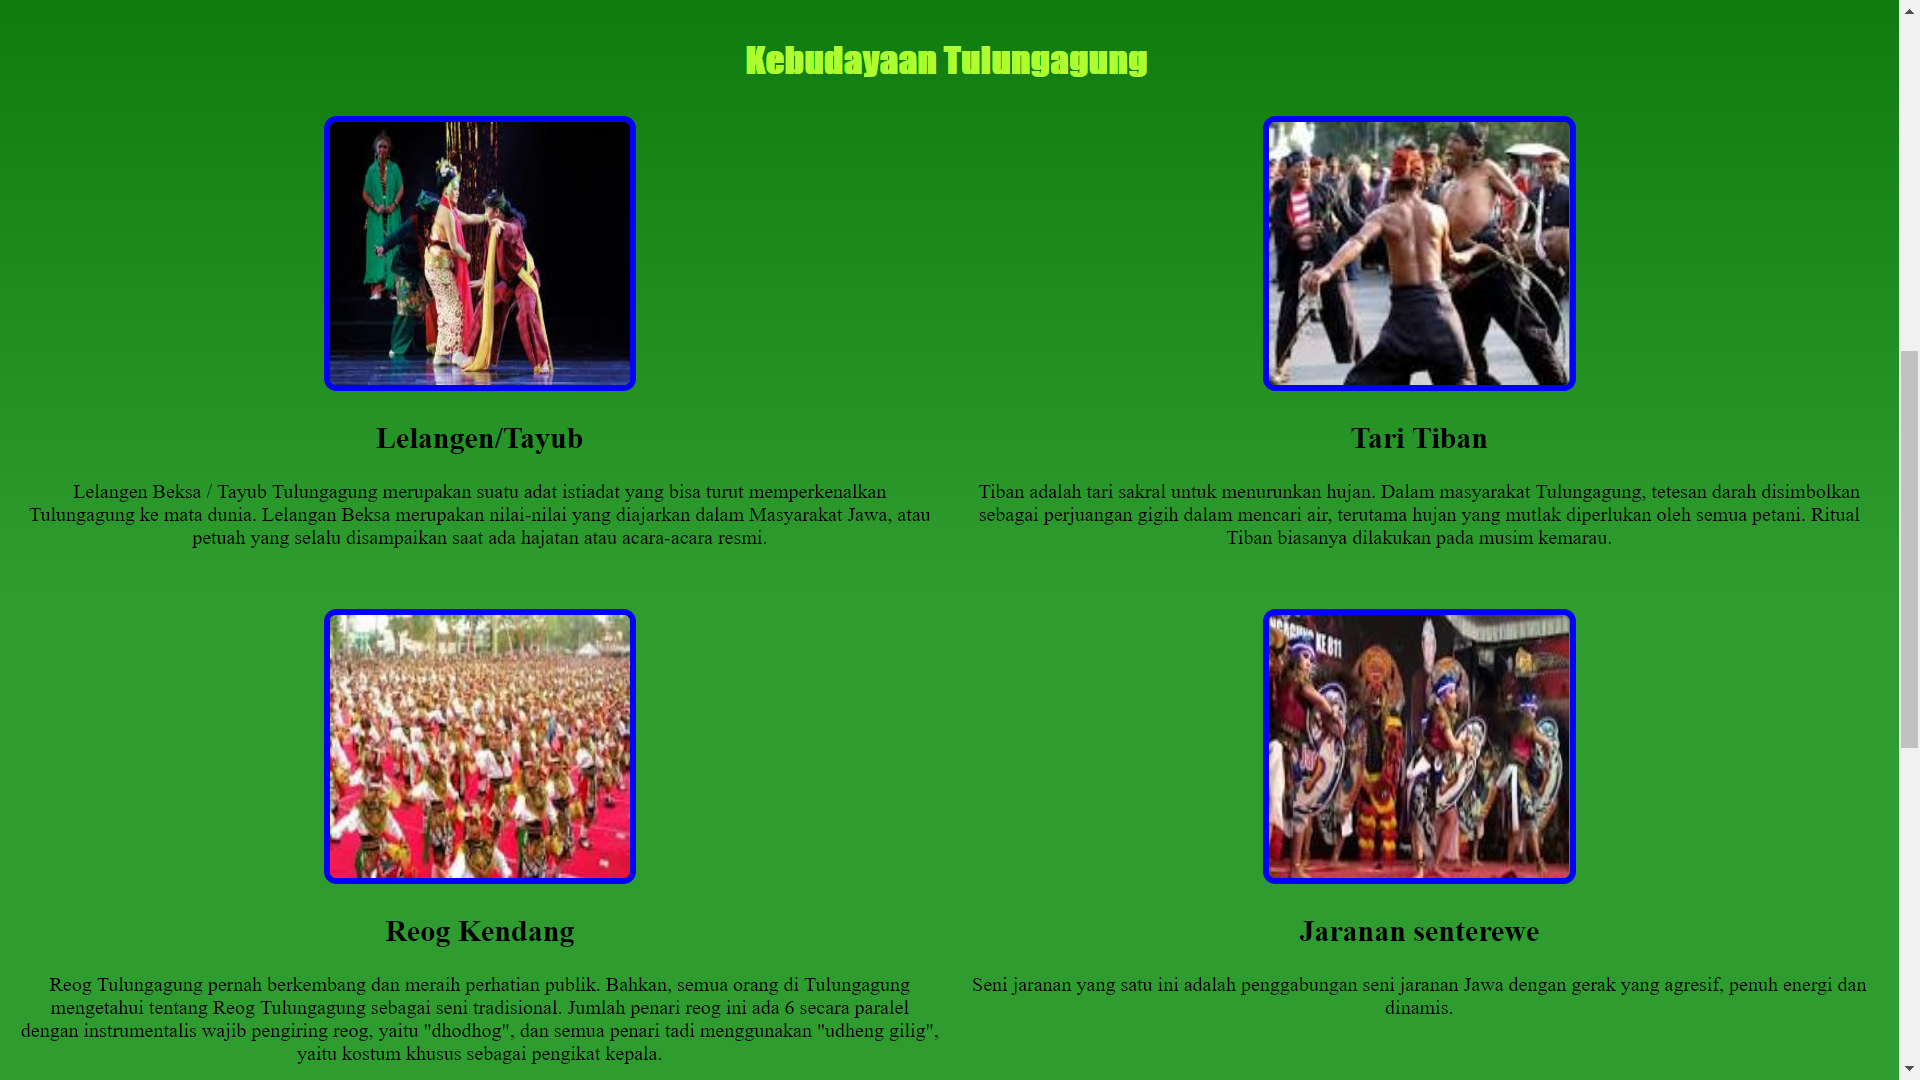 Kebudayaan Tulungagung
Lelangen/Tayub
Lelangen Beksa / Tayub Tulungagung merupakan suatu adat istiadat yang bisa turut memperkenalkan
Tulungagung ke mata dunia. Lelangan Beksa merupakan nilai-nilai yang diajarkan dalam Masyarakat Jawa, atau
petuah yang selalu disampaikan saat ada hajatan atau acara-acara resmi.
Tari Tiban
Tiban adalah tari sakral untuk menurunkan hujan. Dalam masyarakat Tulungagung, tetesan darah disimbolkan
sebagai perjuangan gigih dalam mencari air, terutama hujan yang mutlak diperlukan oleh semua petani. Ritual
Tiban biasanya dilakukan pada musim kemarau.
KE 811
Reog Kendang
Reog Tulungagung pernah berkembang dan meraih perhatian publik. Bahkan, semua orang di Tulungagung
mengetahui tentang Reog Tulungagung sebagai seni tradisional. Jumlah penari reog ini ada 6 secara paralel
dengan instrumentalis wajib pengiring reog, yaitu "dhodhog", dan semua penari tadi menggunakan "udheng gilig",
yaitu kostum khusus sebagai pengikat kepala.
Jaranan senterewe
Seni jaranan yang satu ini adalah penggabungan seni jaranan Jawa dengan gerak yang agresif, penuh energi dan
dinamis.